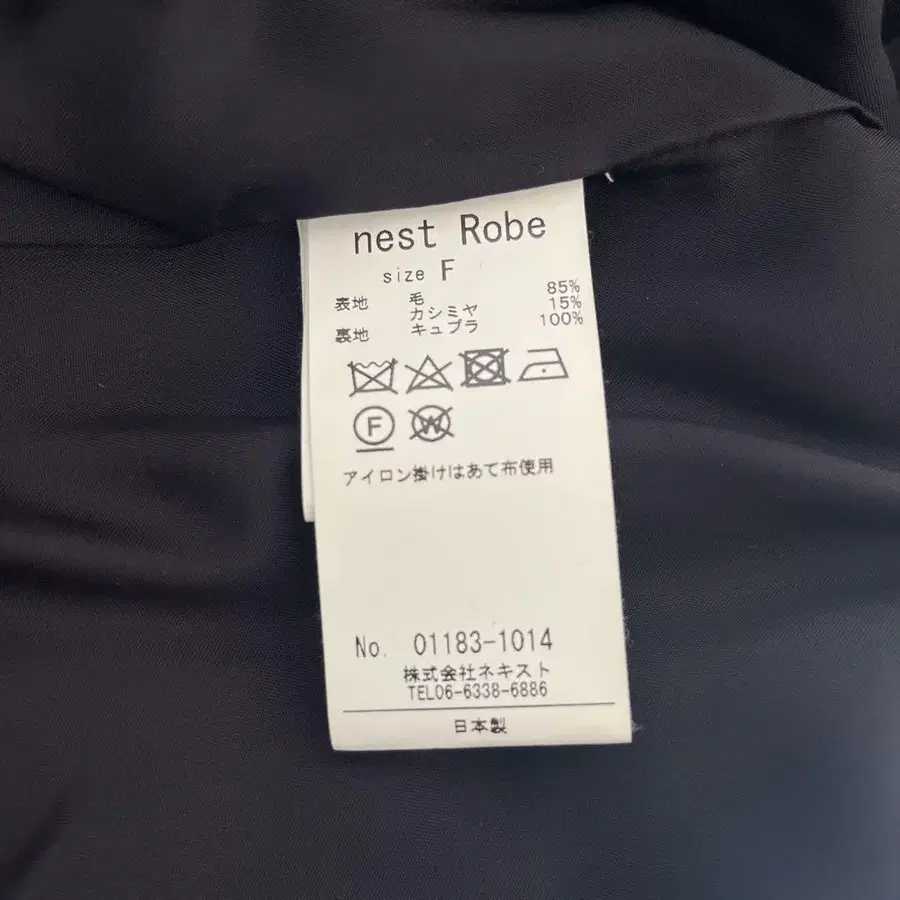 nest Robe
size F
表地 毛 85%
カシミヤ 15%
裏地 キュプラ 100%
F W
アイロン掛けはあて布使用
No. 01183-1014
株式会社ネキスト
TEL06-6338-6886
日本製